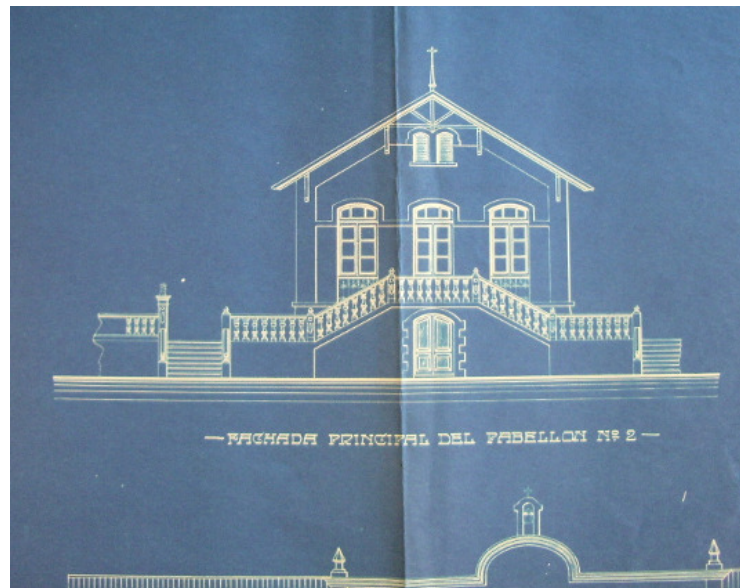 — FACHADA PRINCIPAL DEL PABELLON Nº 2 —